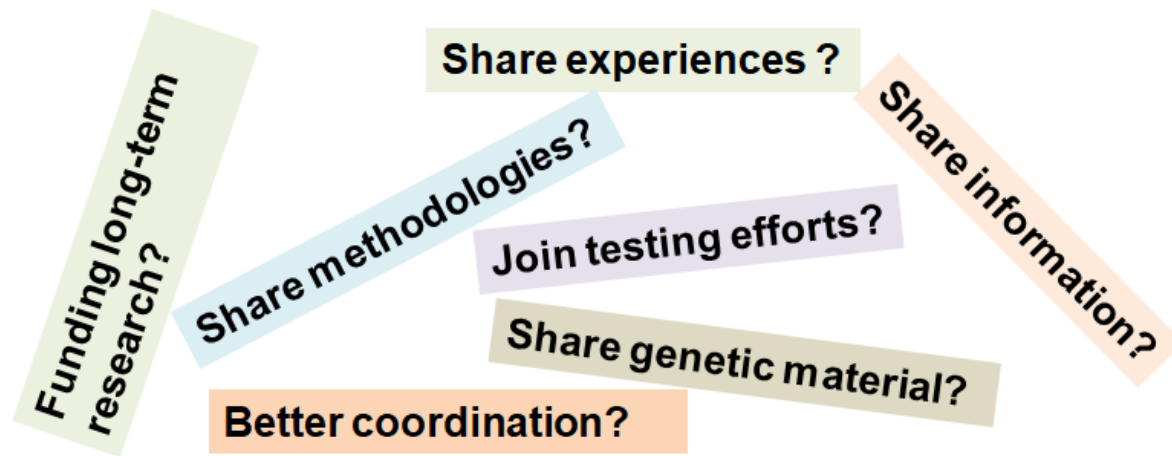 Share experiences ?
Funding long-term
research?
Share methodologies?
Share information?
Join testing efforts?
Share genetic material?
Better coordination?